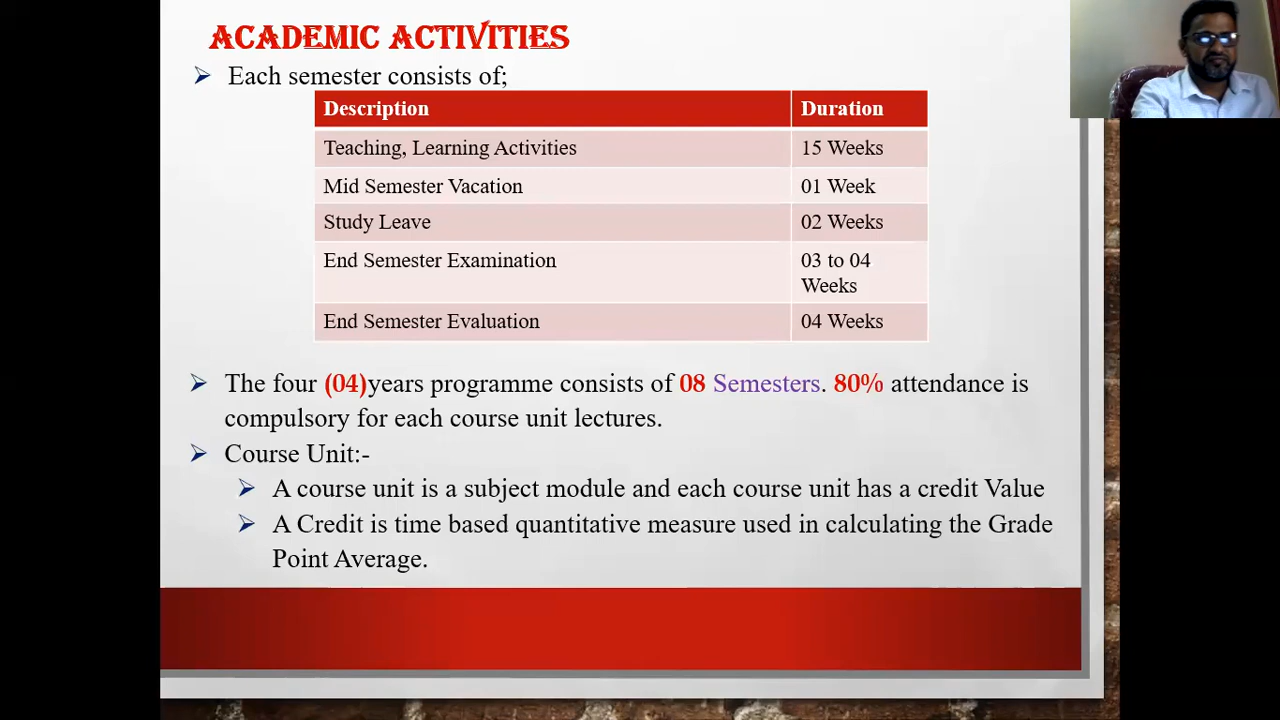 ACADEMIC ACTIVITIES
Each semester consists of;
Description Duration
Teaching, Learning Activities 15 Weeks
Mid Semester Vacation 01 Week
Study Leave 02 Weeks
End Semester Examination 03 to 04
Weeks
End Semester Evaluation 04 Weeks
The four (04)years programme consists of 08 Semesters. 80% attendance is
compulsory for each course unit lectures.
Course Unit:-
A course unit is a subject module and each course unit has a credit Value
A Credit is time based quantitative measure used in calculating the Grade
Point Average.